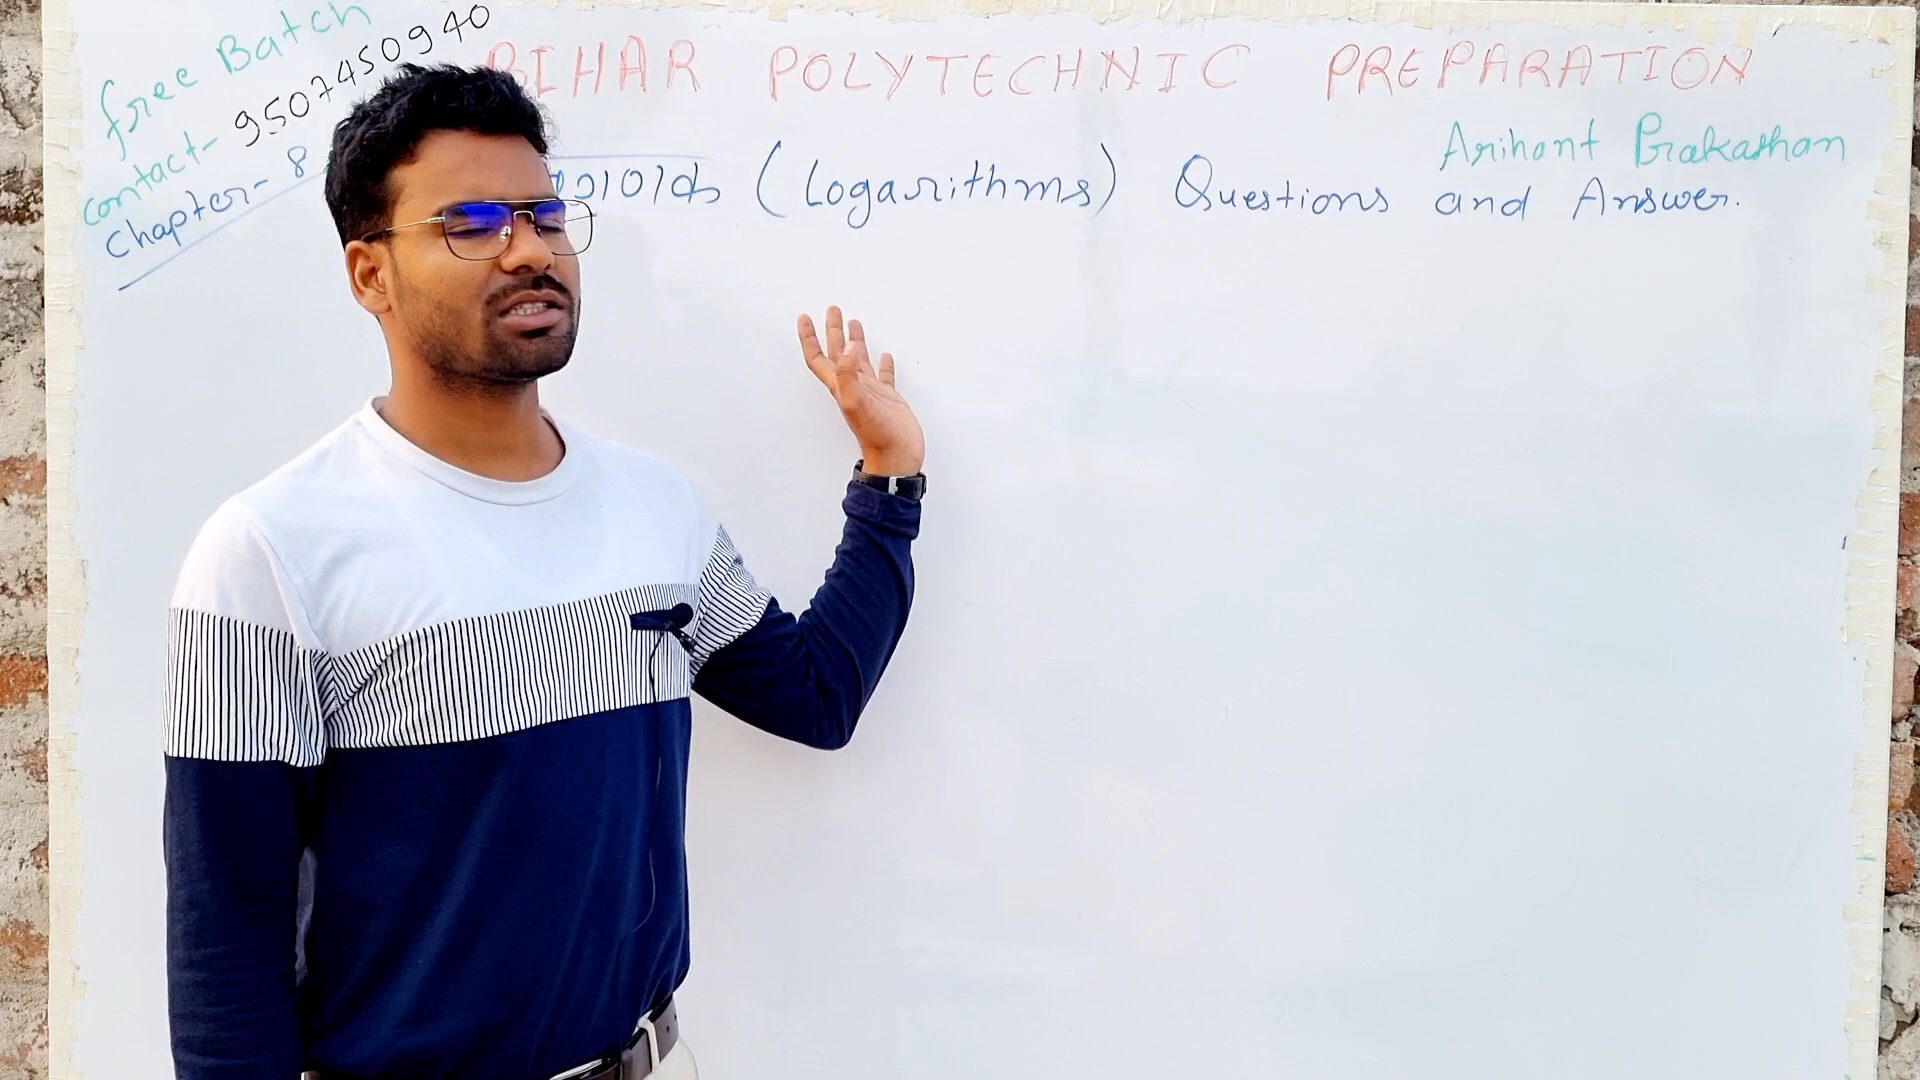 free Batch
contact- 9507450940
BIHAR POLYTECHNIC PREPARATION
Arihant Prakashan
Chapter- 8 (Logarithms) Questions and Answer.